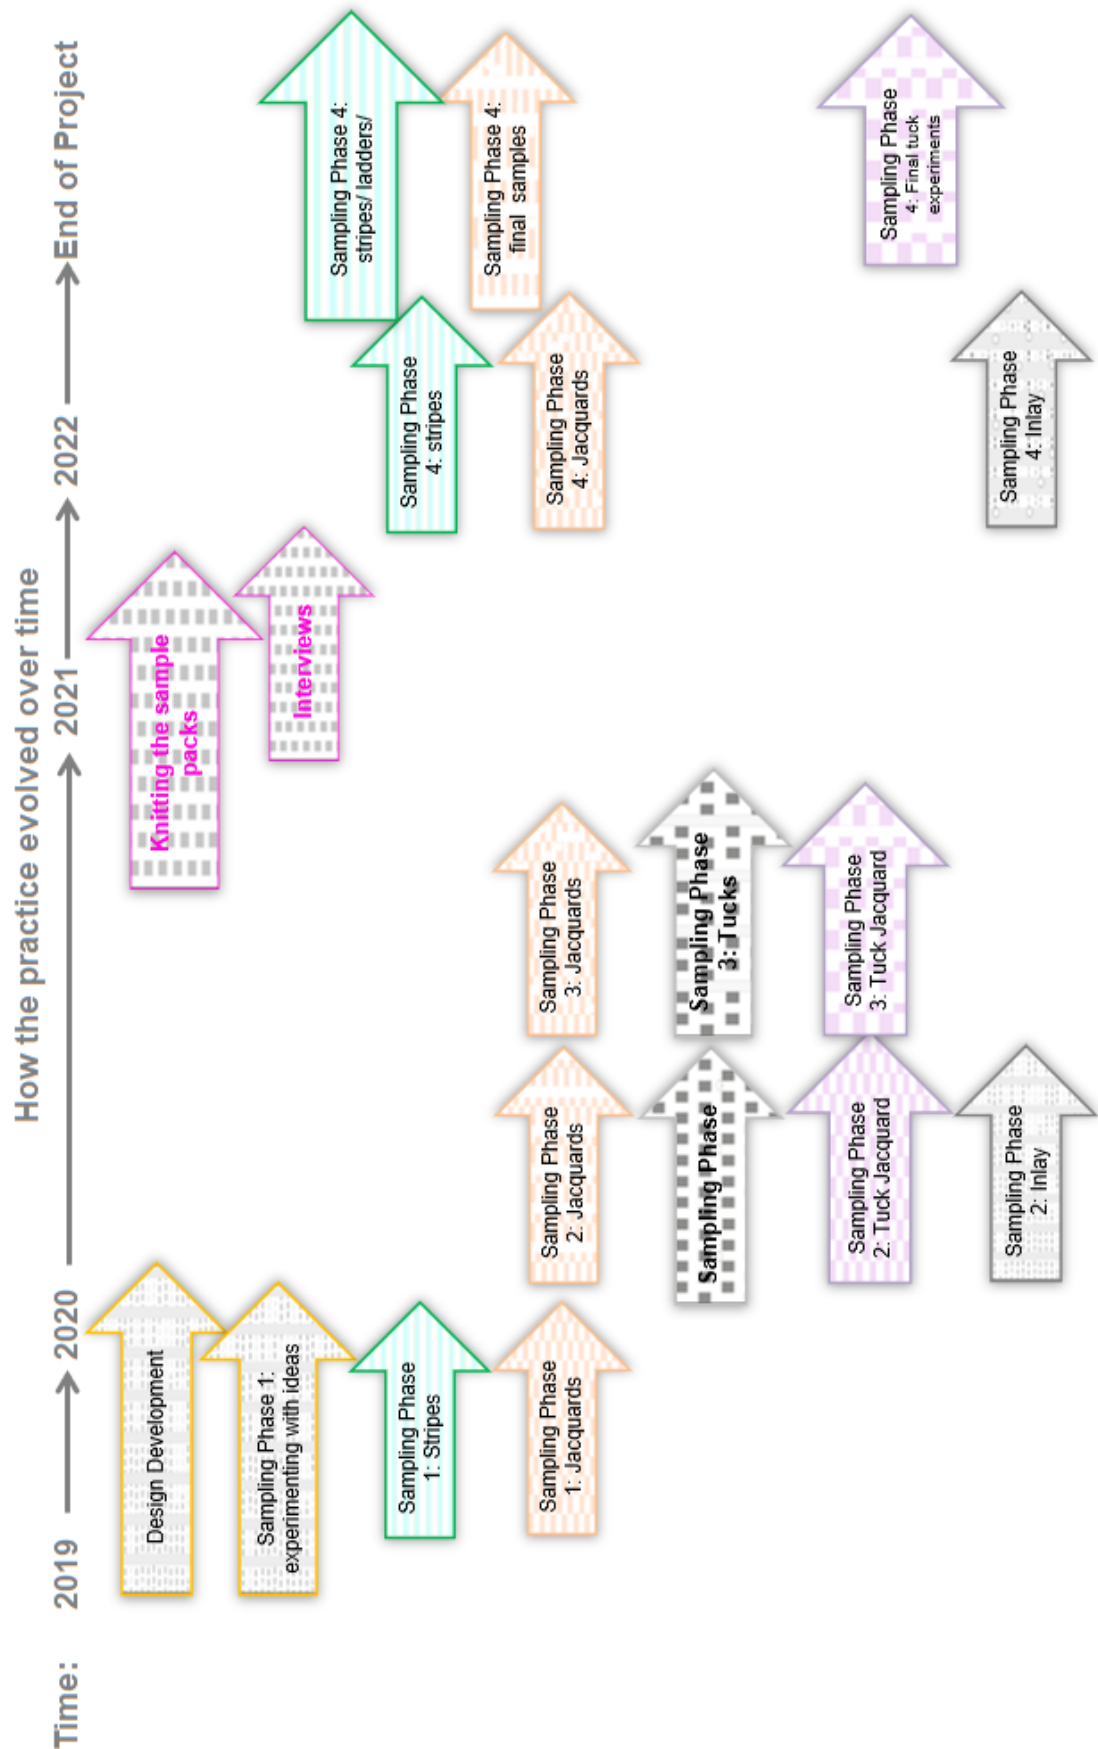 How the practice evolved over time
Time:
2019
2020
2021
2022
End of Project
Design Development
Sampling Phase 1:
experimenting with ideas
Knitting the sample
packs
Interviews
Sampling Phase
1: Stripes
Sampling Phase
4: stripes
Sampling Phase 4:
stripes/ ladders/
Sampling Phase
1: Jacquards
Sampling Phase
2: Jacquards
Sampling Phase
3: Jacquards
Sampling Phase
4: Jacquards
Sampling Phase 4:
final samples
Sampling Phase
Sampling Phase
3: Tucks
Sampling Phase
2: Tuck Jacquard
Sampling Phase
3: Tuck Jacquard
Sampling Phase
4: Final tuck
experiments
Sampling Phase
2: Inlay
Sampling Phase
4: Inlay